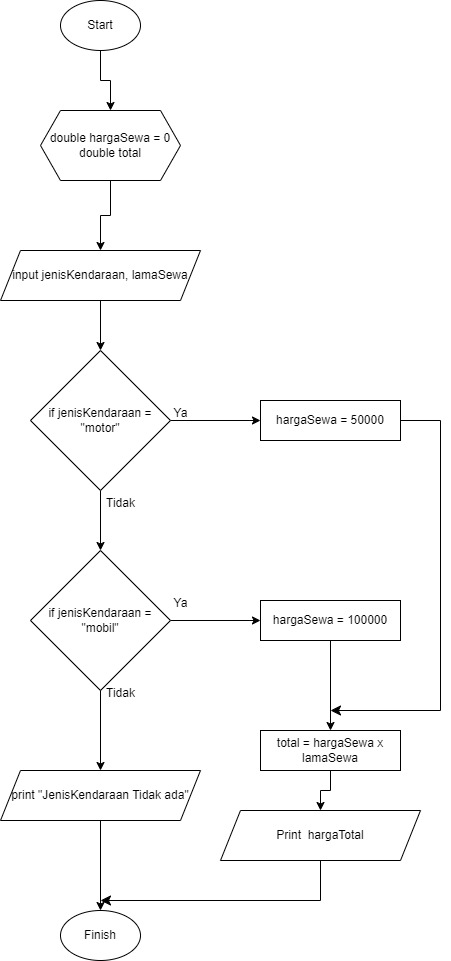 Start
double hargaSewa = 0
double total
input jenisKendaraan, lamaSewa
if jenisKendaraan =
"motor"
Ya
hargaSewa = 50000
Tidak
if jenisKendaraan =
"mobil"
Ya
hargaSewa = 100000
Tidak
total = hargaSewa x
lamaSewa
print "JenisKendaraan Tidak ada"
Print  hargaTotal
Finish